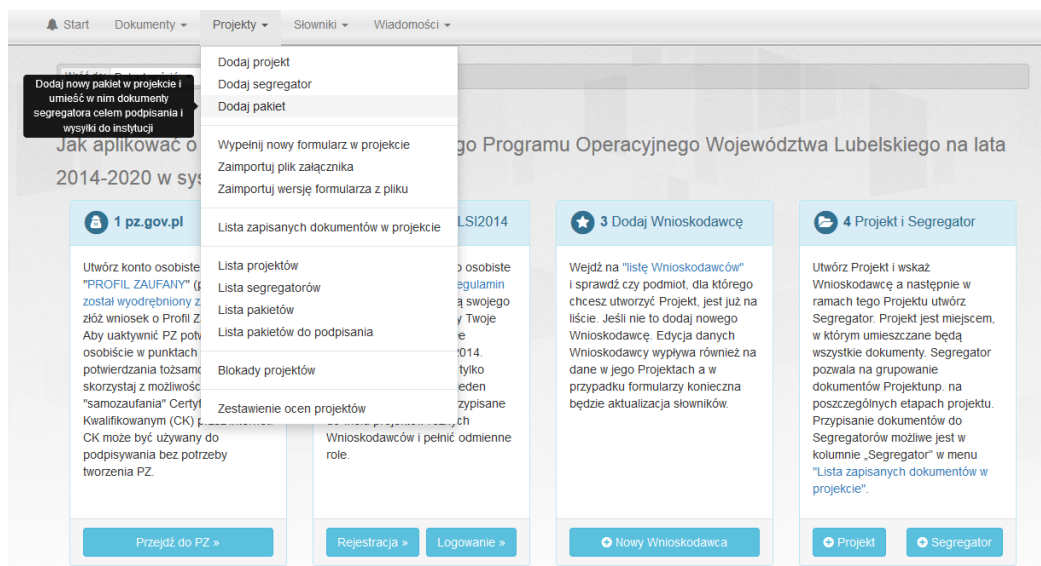 Start Dokumenty Projekty Słowniki Wiadomości
Dodaj projekt
Dodaj segregator
Dodaj pakiet
Wypełnij nowy formularz w projekcie
Zaimportuj plik załącznika
Zaimportuj wersję formularza z pliku
Lista zapisanych dokumentów w projekcie
Lista projektów
Lista segregatorów
Lista pakietów
Lista pakietów do podpisania
Blokady projektów
Zestawienie ocen projektów
Dodaj nowy pakiet w projekcie i
umieść w nim dokumenty
segregatora celem podpisania i
wysyłki do instytucji
Jak aplikować o go Programu Operacyjnego Województwa Lubelskiego na lata
2014-2020 w sys
1 pz.gov.pl
Utwórz konto osobiste
"PROFIL ZAUFANY" (p
został wyodrębniony z
złóż wniosek o Profil Z
Aby uaktywnić PZ potw
osobiście w punktach
potwierdzania tożsamo
skorzystaj z możliwośc
"samozaufania" Certyf
Kwalifikowanym (CK) przez Internet.
CK może być używany do
podpisywania bez potrzeby
tworzenia PZ.
Przejdź do PZ »
LSI2014
o osobiste
egulamin
ą swojego
y Twoje
e
014.
tylko
eden
zypisane
do wielu projektów różnych
Wnioskodawców i pełnić odmienne
role.
Rejestracja » Logowanie »
3 Dodaj Wnioskodawcę
Wejdź na "listę Wnioskodawców"
i sprawdź czy podmiot, dla którego
chcesz utworzyć Projekt, jest już na
liście. Jeśli nie to dodaj nowego
Wnioskodawcę. Edycja danych
Wnioskodawcy wypływa również na
dane w jego Projektach a w
przypadku formularzy konieczna
będzie aktualizacja słowników.
Nowy Wnioskodawca
4 Projekt i Segregator
Utwórz Projekt i wskaż
Wnioskodawcę a następnie w
ramach tego Projektu utwórz
Segregator. Projekt jest miejscem,
w którym umieszczane będą
wszystkie dokumenty. Segregator
pozwala na grupowanie
dokumentów Projektunp. na
poszczególnych etapach projektu.
Przypisanie dokumentów do
Segregatorów możliwe jest w
kolumnie „Segregator" w menu
"Lista zapisanych dokumentów w
projekcie".
Projekt Segregator